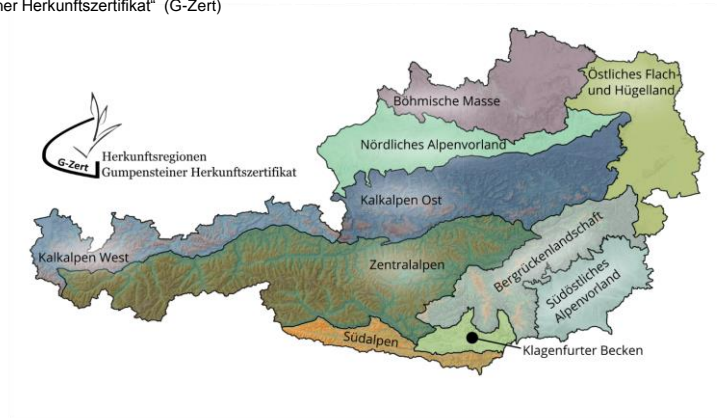 ner Herkunftszertifikat“ (G-Zert)
Östliches Flach-
und Hügelland
Böhmische Masse
Nördliches Alpenvorland
G-Zert
Herkunftsregionen
Gumpensteiner Herkunftszertifikat
Kalkalpen Ost
Bergrückenlandschaft
Kalkalpen West
Zentralalpen
Südöstliches
Alpenvorland
Südalpen
Klagenfurter Becken